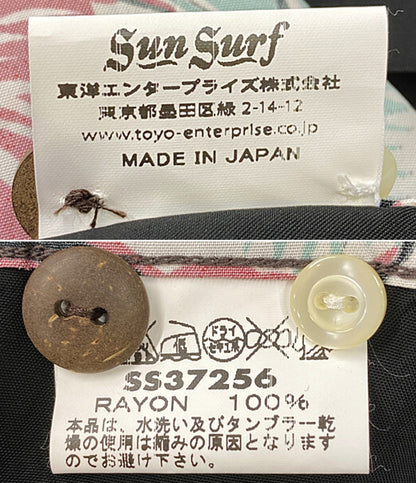 Sun Surf
東洋エンタープライズ株式会社
東京都墨田区緑 2-14-12
www.toyo-enterprise.co.jp
MADE IN JAPAN
ドライ
セキユ系
SS37256
RAYON 100%
本品は、水洗い及びタンブラー乾
燥の使用は縮みの原因となります
のでお避け下さい。